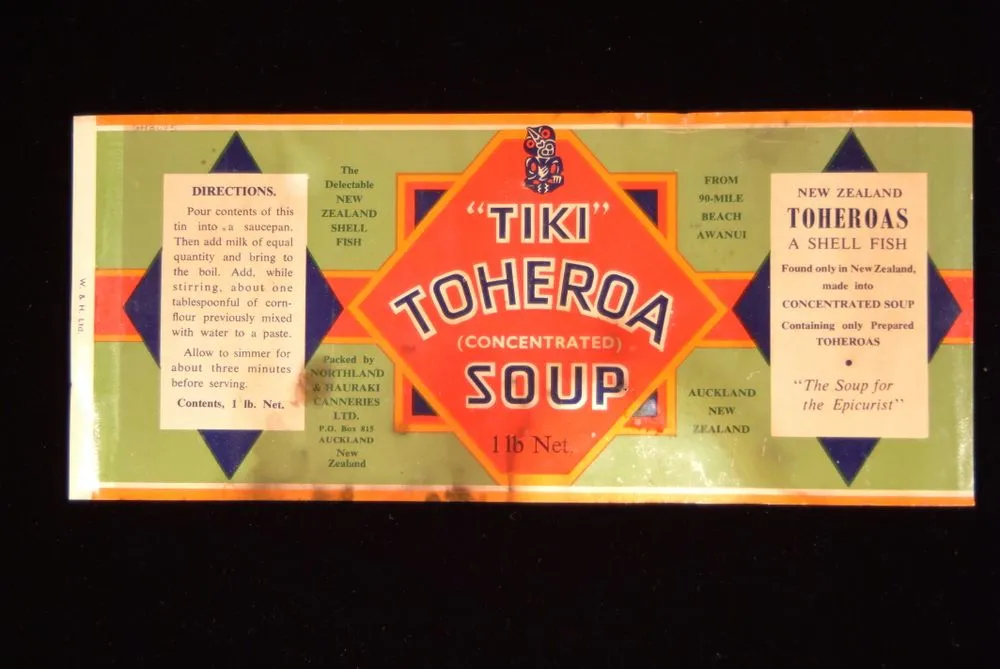 W. & H. Ltd.
DIRECTIONS.
Pour contents of this
tin into a saucepan.
Then add milk of equal
quantity and bring to
the boil. Add, while
stirring, about one
tablespoonful of corn-
flour previously mixed
with water to a paste.
Allow to simmer for
about three minutes
before serving.
Contents, 1 lb. Net.
The
Delectable
NEW
ZEALAND
SHELL
FISH
Packed by
NORTHLAND
& HAURAKI
CANNERIES
LTD.
P.O. Box 815
AUCKLAND
New
Zealand
"TIKI"
TOHEROA
(CONCENTRATED)
SOUP
1 lb Net.
FROM
90-MILE
BEACH
AWANUI
AUCKLAND
NEW
ZEALAND
NEW ZEALAND
TOHEROAS
A SHELL FISH
Found only in New Zealand,
made into
CONCENTRATED SOUP
Containing only Prepared
TOHEROAS
"The Soup for
the Epicurist"